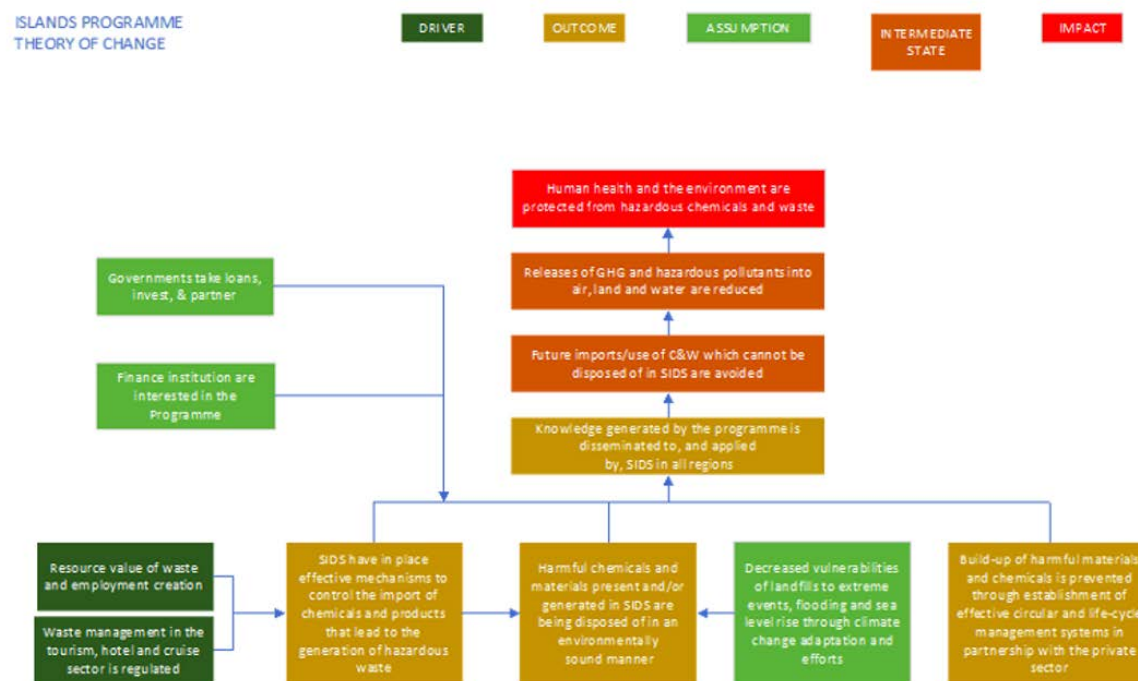 ISLANDS PROGRAMME
THEORY OF CHANGE
DRIVER
OUTCOME
ASSUMPTION
INTERMEDIATE
STATE
IMPACT
Human health and the environment are
protected from hazardous chemicals and waste
Governments take loans,
invest, & partner
Releases of GHG and hazardous pollutants into
air, land and water are reduced
Finance institution are
interested in the
Programme
Future imports/use of C&W which cannot be
disposed of in SIDS are avoided
Knowledge generated by the programme is
disseminated to, and applied
by, SIDS in all regions
Resource value of waste
and employment creation
Waste management in the
tourism, hotel and cruise
sector is regulated
SIDS have in place
effective mechanisms to
control the import of
chemicals and products
that lead to the
generation of hazardous
waste
Harmful chemicals and
materials present and/or
generated in SIDS are
being disposed of in an
environmentally
sound manner
Decreased vulnerabilities
of landfills to extreme
events, flooding and sea
level rise through climate
change adaptation and
efforts
Build-up of harmful materials
and chemicals is prevented
through establishment of
effective circular and life-cycle
management systems in
partnership with the private
sector